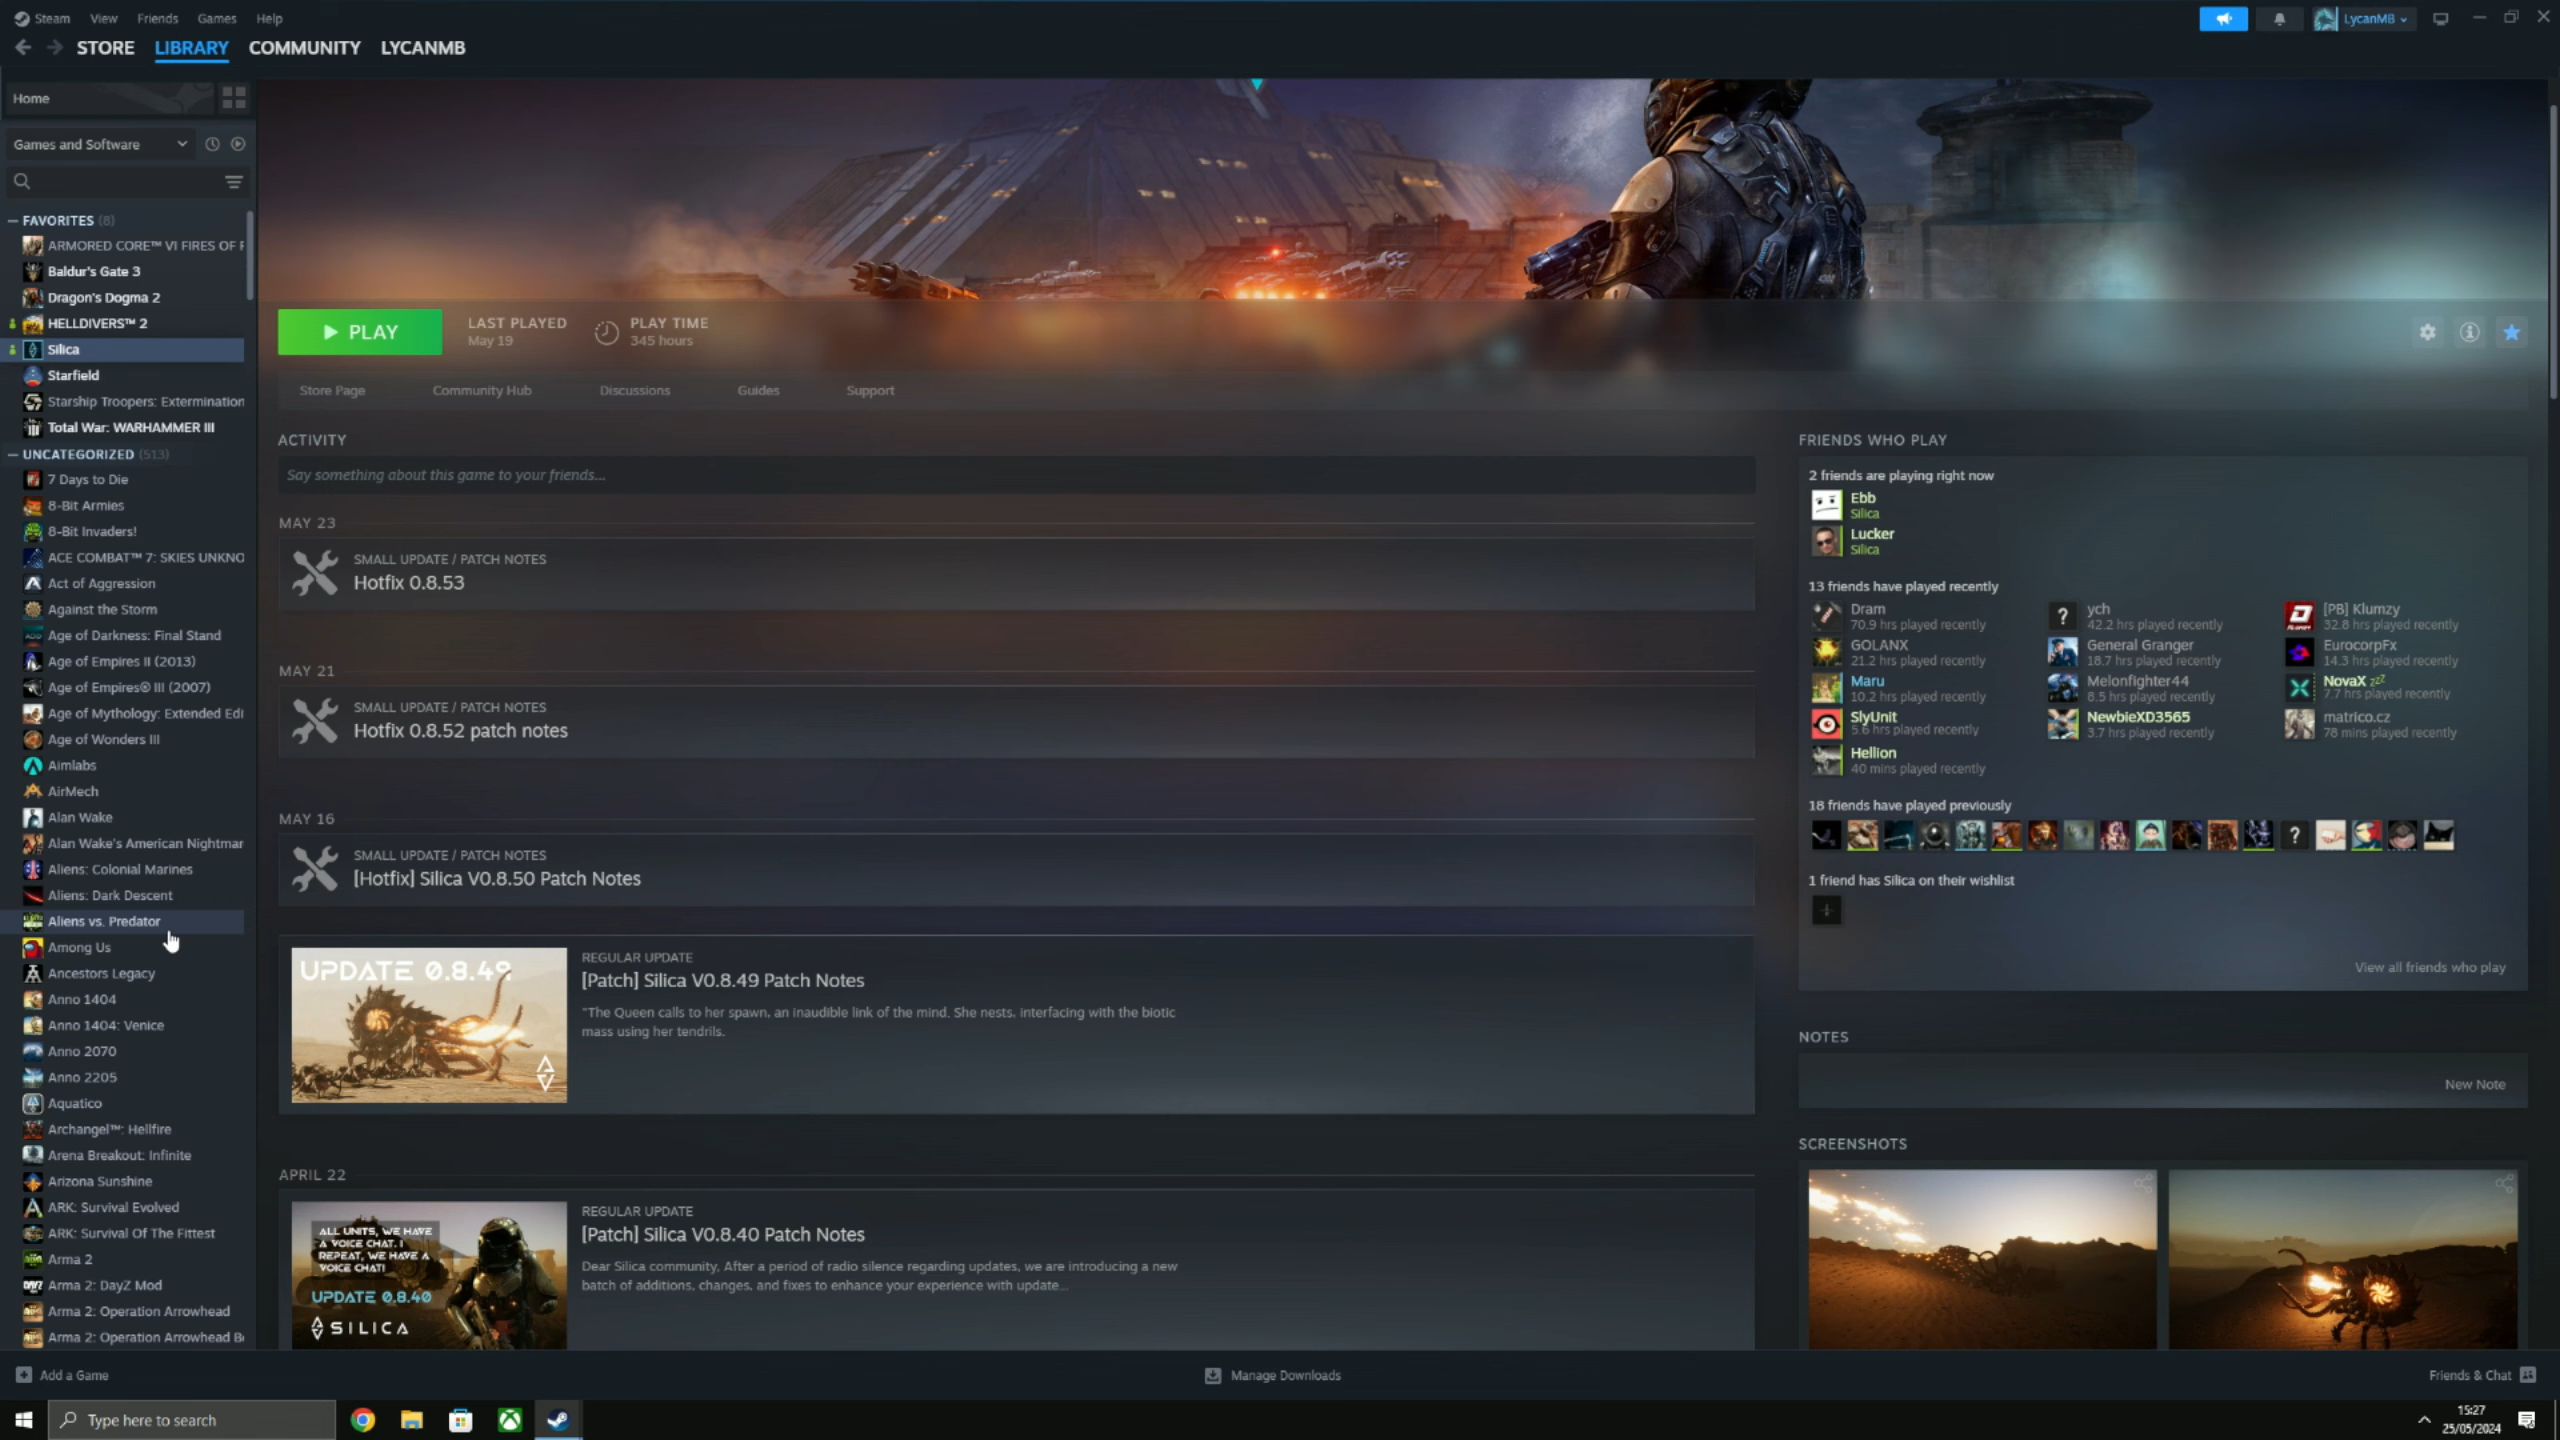 Steam View Friends Games Help
LycanMB
STORE LIBRARY COMMUNITY LYCANMB
Home
Games and Software
FAVORITES (8)
ARMORED CORE™ VI FIRES OF R
Baldur's Gate 3
Dragon's Dogma 2
HELLDIVERS™ 2
Silica
Starfield
Starship Troopers: Extermination
Total War: WARHAMMER III
UNCATEGORIZED (513)
7 Days to Die
8-Bit Armies
8-Bit Invaders!
ACE COMBAT™ 7: SKIES UNKNO
Act of Aggression
Against the Storm
Age of Darkness: Final Stand
Age of Empires II (2013)
Age of Empires® III (2007)
Age of Mythology: Extended Edi
Age of Wonders III
Aimlabs
AirMech
Alan Wake
Alan Wake's American Nightmar
Aliens: Colonial Marines
Aliens: Dark Descent
Aliens vs. Predator
Among Us
Ancestors Legacy
Anno 1404
Anno 1404: Venice
Anno 2070
Anno 2205
Aquatico
Archangel™: Hellfire
Arena Breakout: Infinite
Arizona Sunshine
ARK: Survival Evolved
ARK: Survival Of The Fittest
Arma 2
Arma 2: DayZ Mod
Arma 2: Operation Arrowhead
Arma 2: Operation Arrowhead Be
PLAY
LAST PLAYED
May 19
PLAY TIME
345 hours
Store Page Community Hub Discussions Guides Support
ACTIVITY
Say something about this game to your friends...
MAY 23
SMALL UPDATE / PATCH NOTES
Hotfix 0.8.53
MAY 21
SMALL UPDATE / PATCH NOTES
Hotfix 0.8.52 patch notes
MAY 16
SMALL UPDATE / PATCH NOTES
[Hotfix] Silica V0.8.50 Patch Notes
UPDATE 0.8.49
REGULAR UPDATE
[Patch] Silica V0.8.49 Patch Notes
"The Queen calls to her spawn, an inaudible link of the mind. She nests, interfacing with the biotic
mass using her tendrils.
APRIL 22
ALL UNITS, WE HAVE
A VOICE CHAT. I
REPEAT, WE HAVE A
VOICE CHAT!
UPDATE 0.8.40
SILICA
REGULAR UPDATE
[Patch] Silica V0.8.40 Patch Notes
Dear Silica community, After a period of radio silence regarding updates, we are introducing a new
batch of additions, changes, and fixes to enhance your experience with update...
FRIENDS WHO PLAY
2 friends are playing right now
Ebb
Silica
Lucker
Silica
13 friends have played recently
Dram
70.9 hrs played recently
ych
42.2 hrs played recently
[PB] Klumzy
32.8 hrs played recently
GOLANX
21.2 hrs played recently
General Granger
18.7 hrs played recently
EurocorpFx
14.3 hrs played recently
Maru
10.2 hrs played recently
Melonfighter44
8.5 hrs played recently
NovaX zzZ
7.7 hrs played recently
SlyUnit
5.6 hrs played recently
NewbieXD3565
3.7 hrs played recently
matrico.cz
78 mins played recently
Hellion
40 mins played recently
18 friends have played previously
1 friend has Silica on their wishlist
View all friends who play
NOTES
New Note
SCREENSHOTS
Add a Game
Manage Downloads
Friends & Chat
Type here to search
15:27
25/05/2024